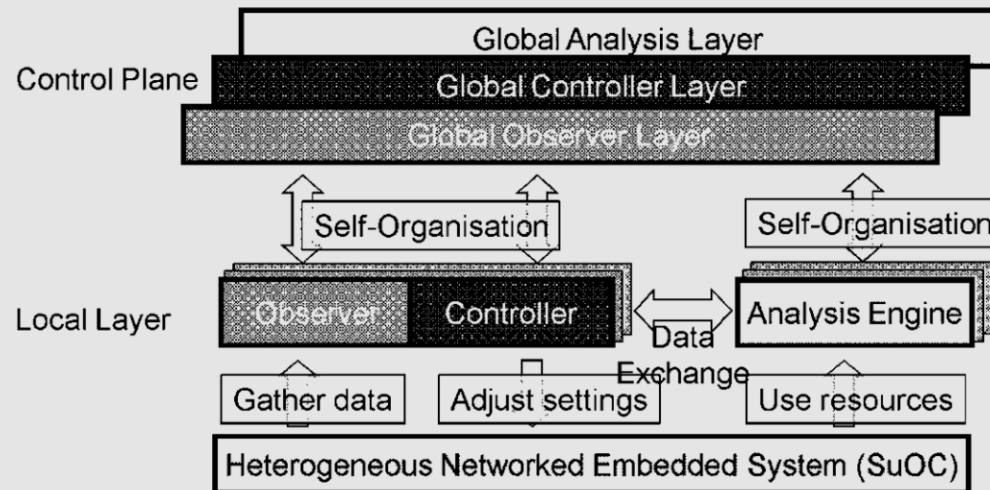 Global Analysis Layer
Control Plane
Global Controller Layer
Global Observer Layer
Self-Organisation
Self-Organisation
Local Layer
Observer
Controller
Analysis Engine
Data
Exchange
Gather data
Adjust settings
Use resources
Heterogeneous Networked Embedded System (SuOC)